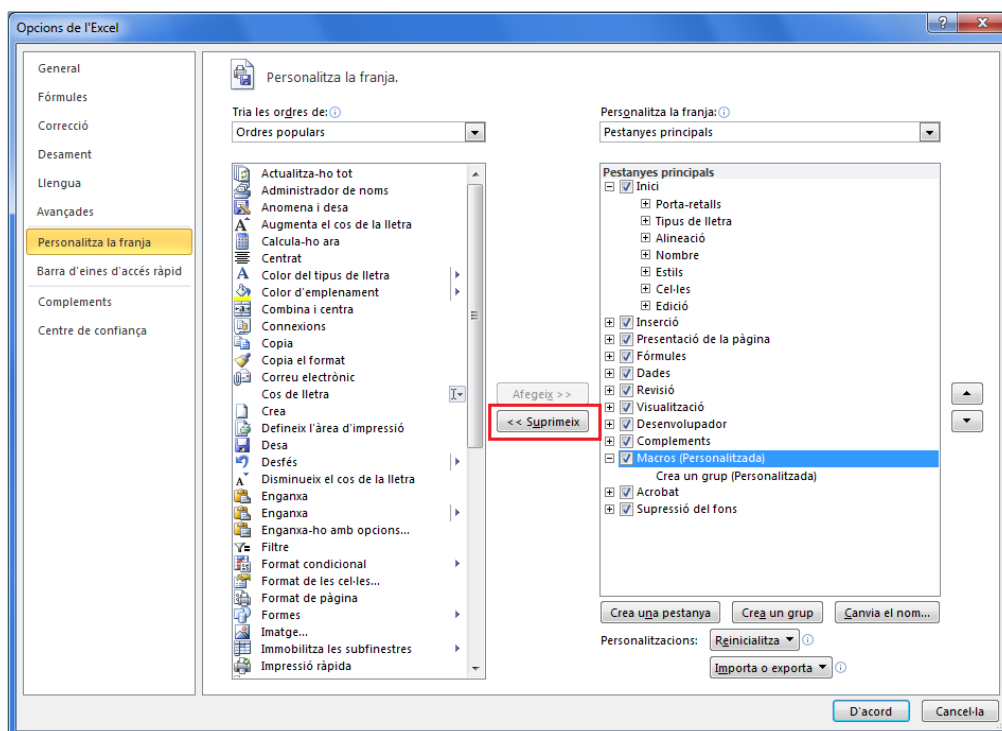 Opcions de l'Excel
General
Fórmules
Correcció
Desament
Llengua
Avançades
Personalitza la franja
Barra d'eines d'accés ràpid
Complements
Centre de confiança
Personalitza la franja.
Tria les ordres de:
Ordres populars
Actualitza-ho tot
Administrador de noms
Anomena i desa
Augmenta el cos de la lletra
Calcula-ho ara
Centrat
Color del tipus de lletra
Color d'emplenament
Combina i centra
Connexions
Copia
Copia el format
Correu electrònic
Cos de lletra
Crea
Defineix l'àrea d'impressió
Desa
Desfés
Disminueix el cos de la lletra
Enganxa
Enganxa
Enganxa-ho amb opcions...
Filtre
Format condicional
Format de les cel·les...
Format de pàgina
Formes
Imatge...
Immobilitza les subfinestres
Impressió ràpida
Afegeix >>
<< Suprimeix
Personalitza la franja:
Pestanyes principals
Pestanyes principals
Inici
Porta-retalls
Tipus de lletra
Alineació
Nombre
Estils
Cel·les
Edició
Inserció
Presentació de la pàgina
Fórmules
Dades
Revisió
Visualització
Desenvolupador
Complements
Macros (Personalitzada)
Crea un grup (Personalitzada)
Acrobat
Supressió del fons
Crea una pestanya
Crea un grup
Canvia el nom...
Personalitzacions:
Reinicialitza
Importa o exporta
D'acord
Cancel·la